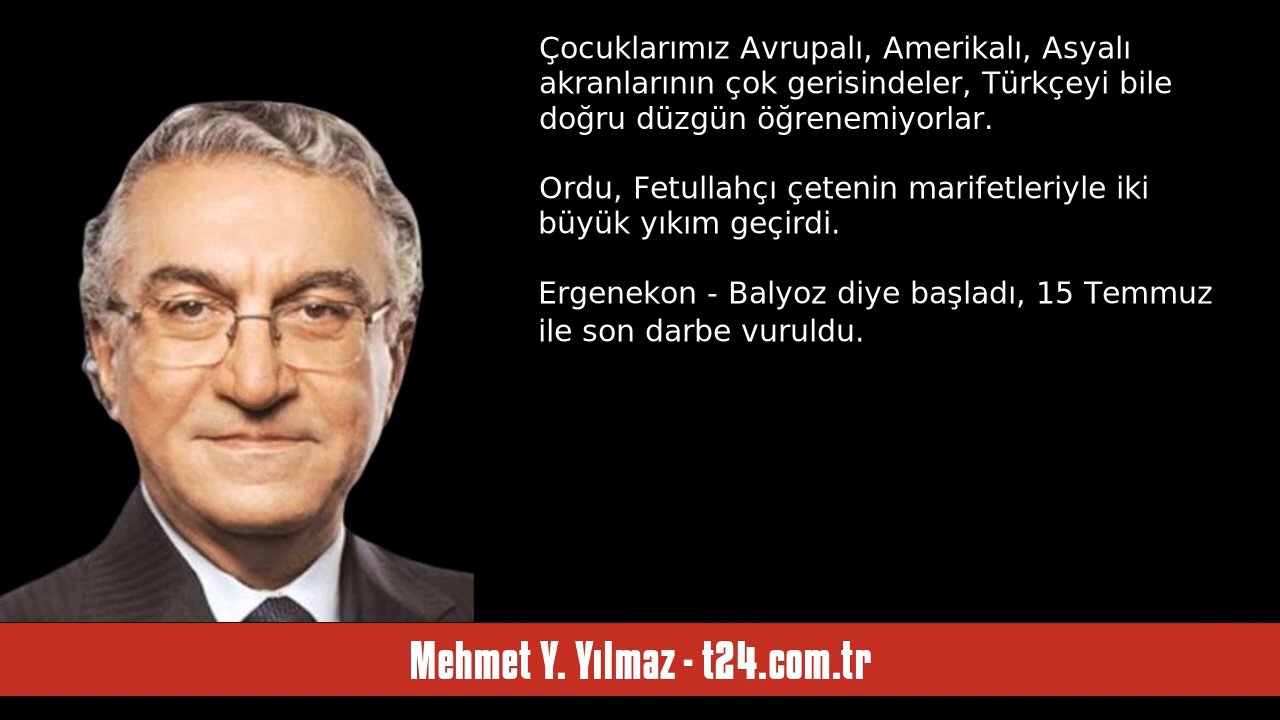 Çocuklarımız Avrupalı, Amerikalı, Asyalı
akranlarının çok gerisindeler, Türkçeyi bile
doğru düzgün öğrenemiyorlar.
Ordu, Fetullahçı çetenin marifetleriyle iki
büyük yıkım geçirdi.
Ergenekon - Balyoz diye başladı, 15 Temmuz
ile son darbe vuruldu.
Mehmet Y. Yılmaz - t24.com.tr